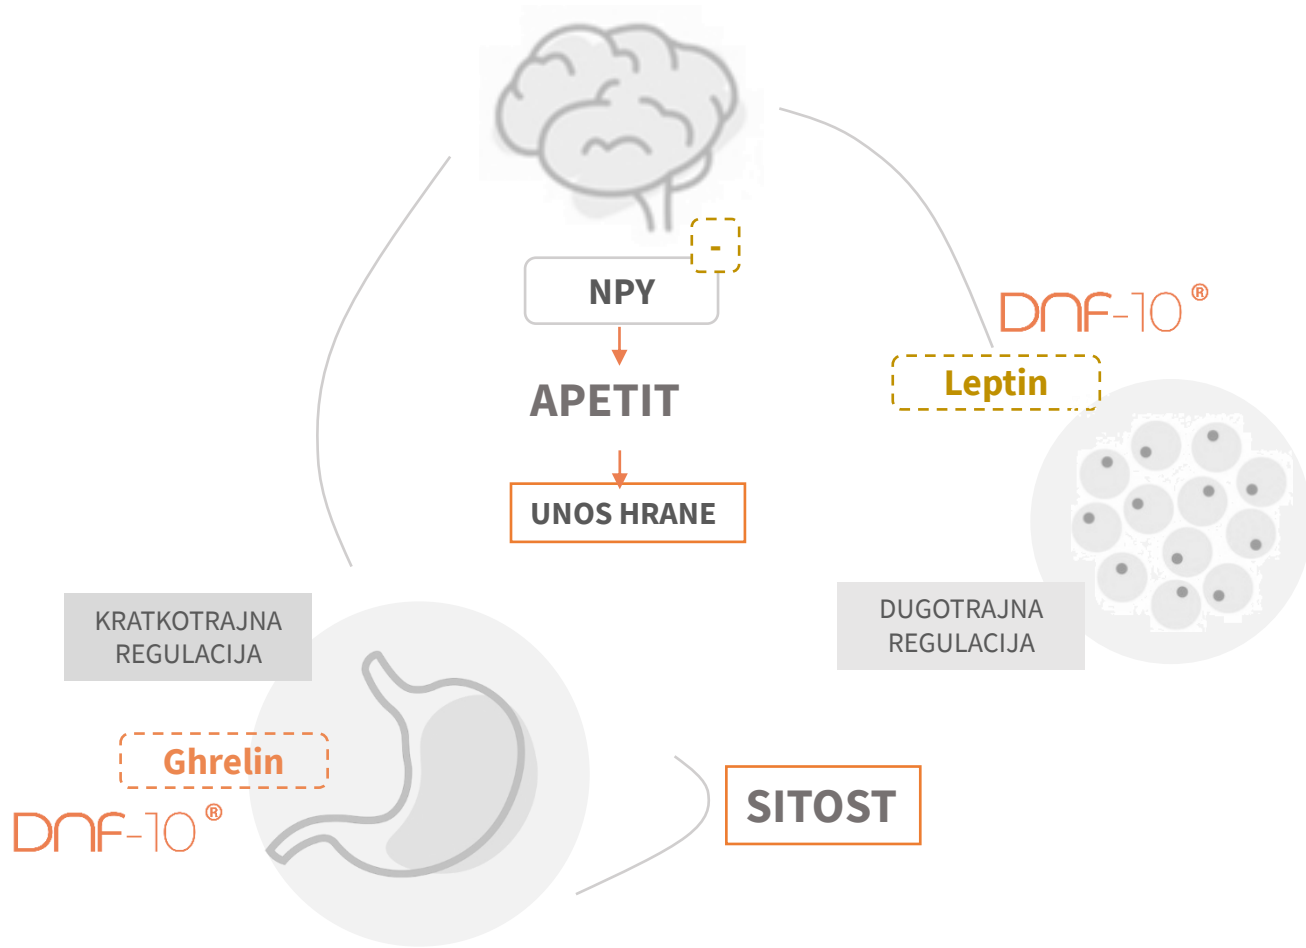 -
NPY
DNF-10®
Leptin
APETIT
UNOS HRANE
KRATKOTRAJNA
REGULACIJA
DUGOTRAJNA
REGULACIJA
Ghrelin
DNF-10®
SITOST